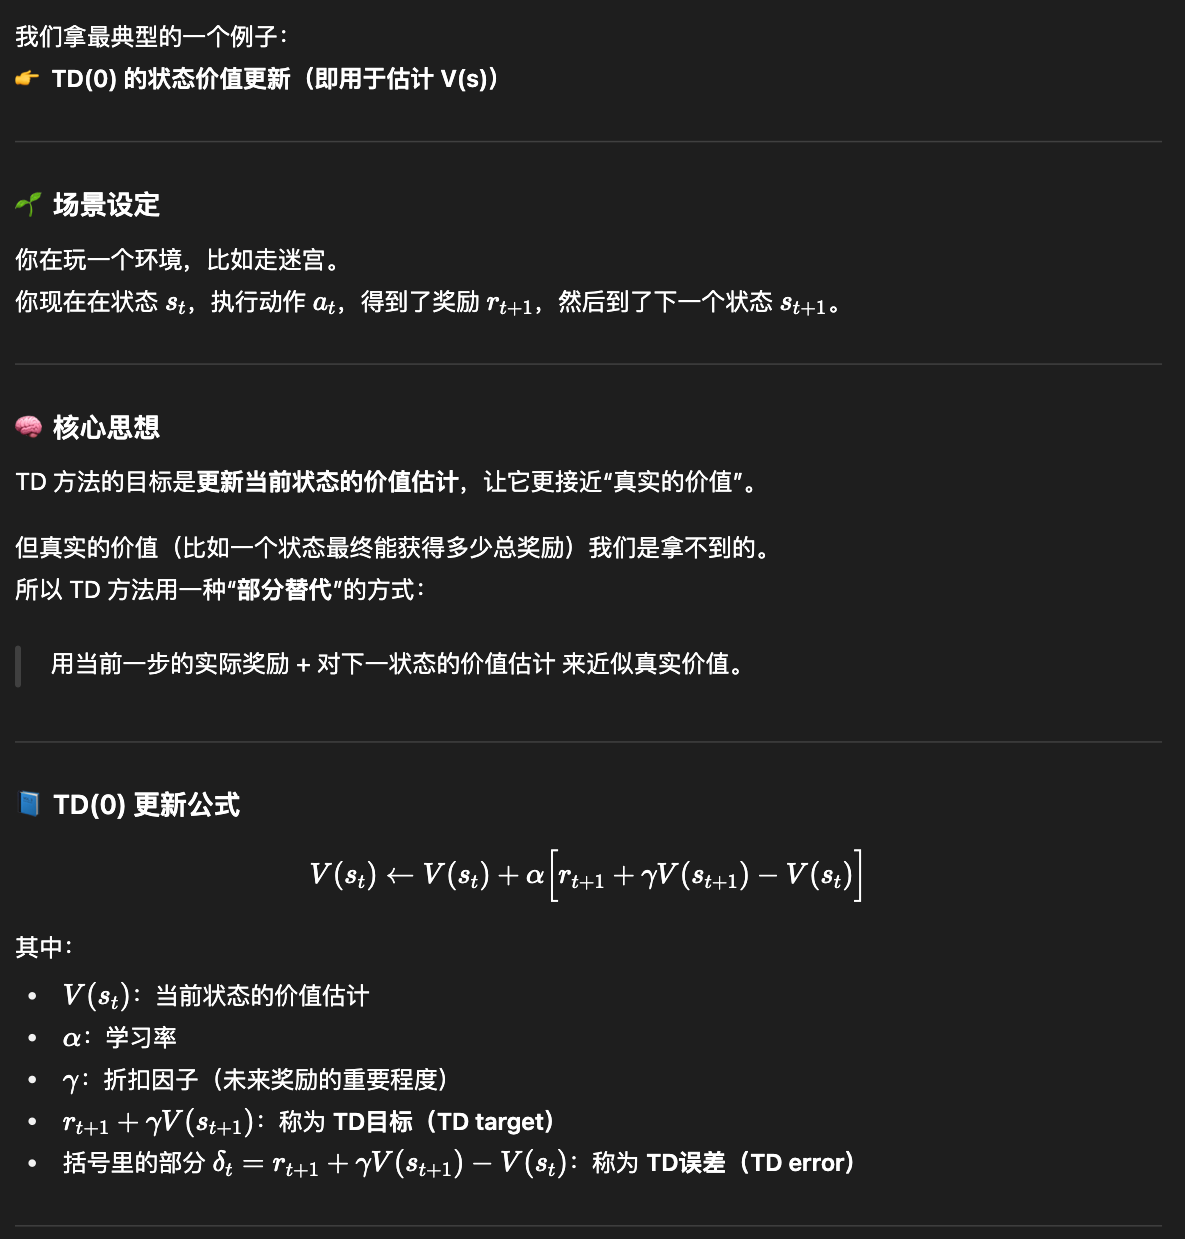 我们拿最典型的一个例子：
👉 TD(0) 的状态价值更新（即用于估计 V(s)）
🌱 场景设定
你在玩一个环境，比如走迷宫。
你现在在状态 s_t，执行动作 a_t，得到了奖励 r_{t+1}，然后到了下一个状态 s_{t+1}。
🧠 核心思想
TD 方法的目标是更新当前状态的价值估计，让它更接近“真实的价值”。
但真实的价值（比如一个状态最终能获得多少总奖励）我们是拿不到的。
所以 TD 方法用一种“部分替代”的方式：
用当前一步的实际奖励 + 对下一状态的价值估计 来近似真实价值。
📘 TD(0) 更新公式
V(s_t) ← V(s_t) + α[r_{t+1} + γV(s_{t+1}) − V(s_t)]
其中：
• V(s_t)：当前状态的价值估计
• α：学习率
• γ：折扣因子（未来奖励的重要程度）
• r_{t+1} + γV(s_{t+1})：称为 TD目标（TD target）
• 括号里的部分 δ_t = r_{t+1} + γV(s_{t+1}) − V(s_t)：称为 TD误差（TD error）